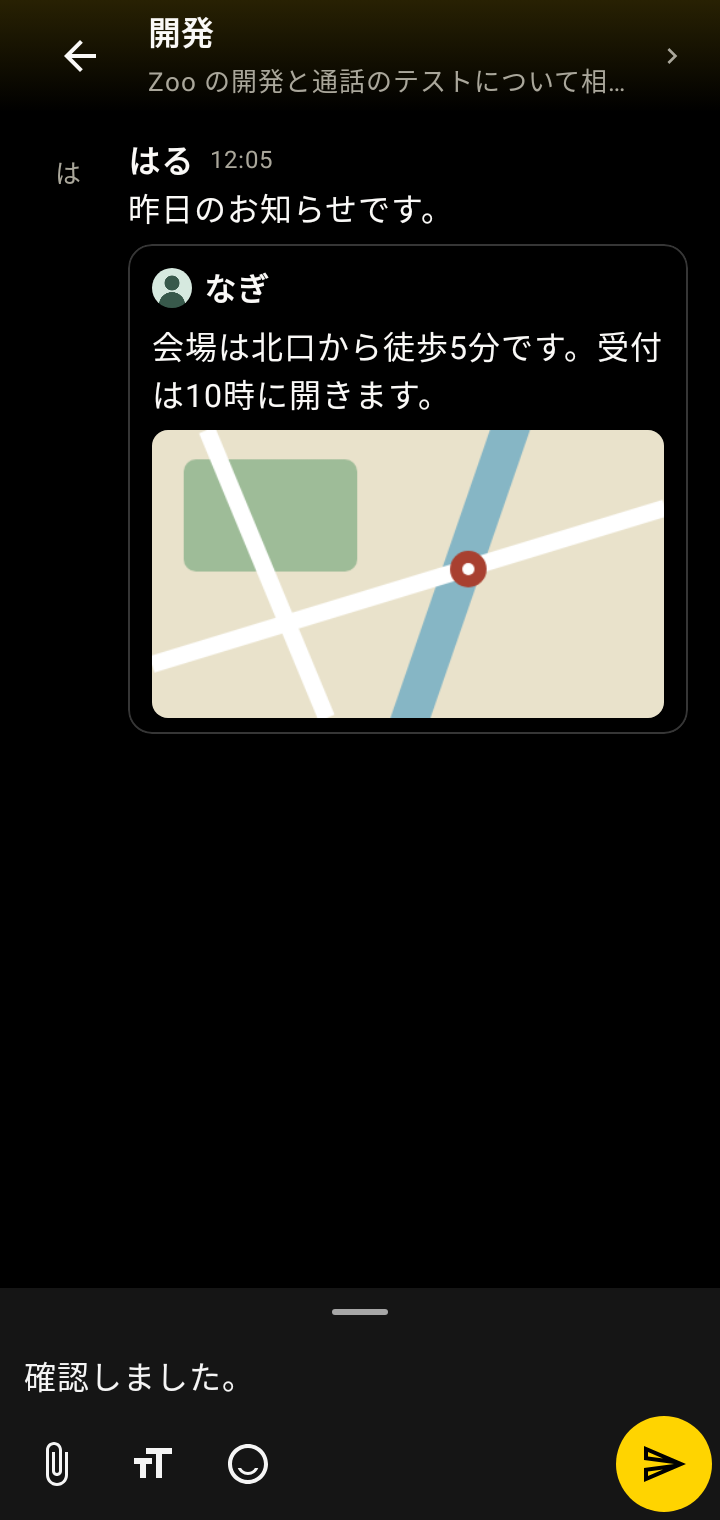 開発
Zoo の開発と通話のテストについて相…
は
はる 12:05
昨日のお知らせです。
なぎ
会場は北口から徒歩5分です。受付
は10時に開きます。
確認しました。